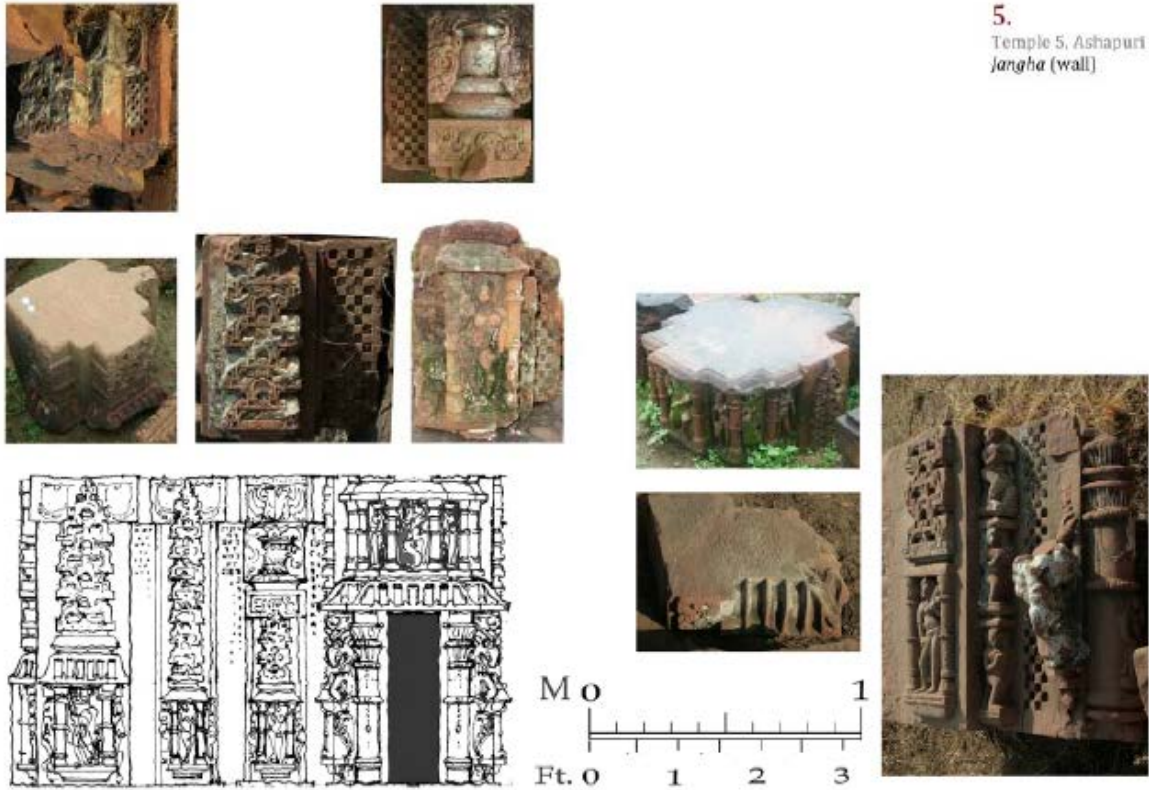 5.
Temple 5, Ashapuri
Jangha (wall)
M 0 1
Ft. 0 1 2 3